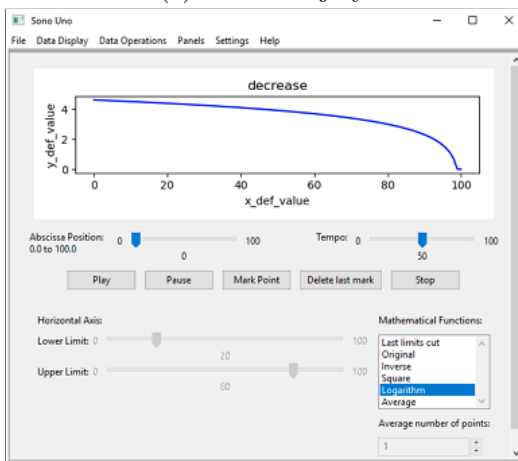 Sono Uno
File Data Display Data Operations Panels Settings Help
decrease
4
2
0
y_def_value
0 20 40 60 80 100
x_def_value
Abscissa Position: 0 100 Tempo: 0 100
0.0 to 100.0
0 50
Play Pause Mark Point Delete last mark Stop
Horizontal Axis:
Lower Limit: 0 100
20
Upper Limit: 0 100
80
Mathematical Functions:
Last limits cut
Original
Inverse
Square
Logarithm
Average
Average number of points:
1